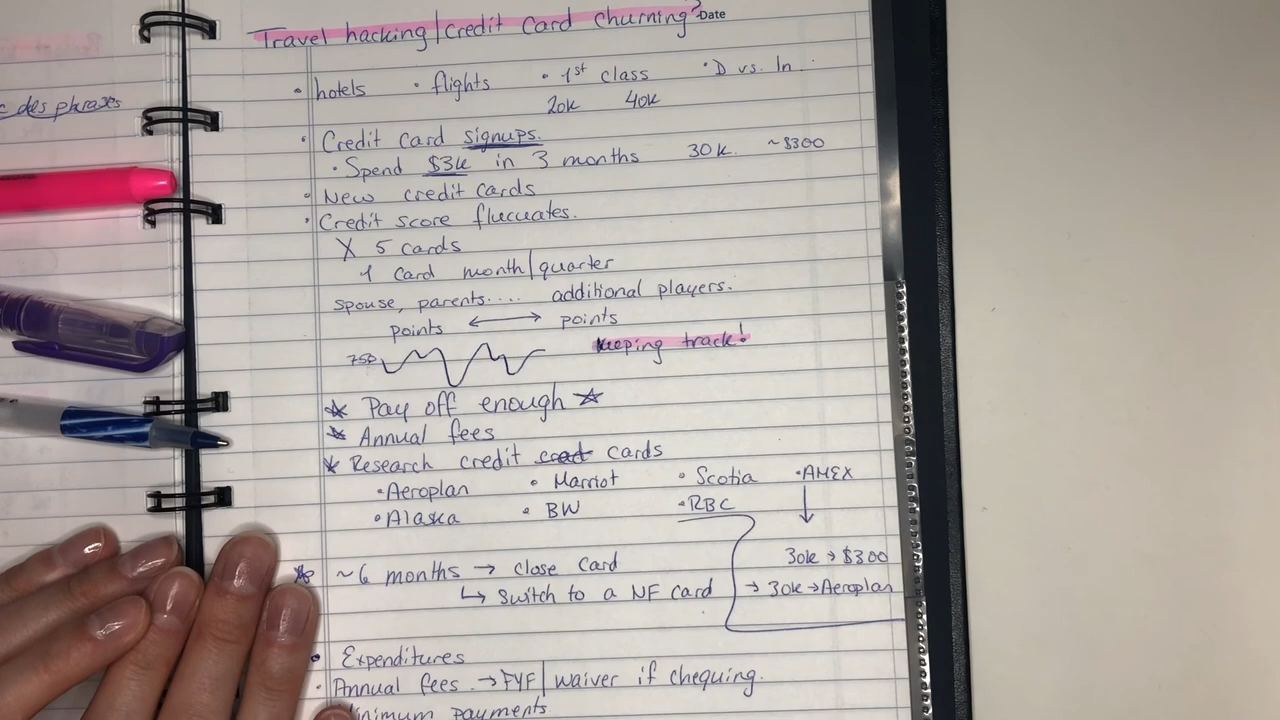 Travel hacking/Credit Card Churning? Date
• hotels • flights • 1st class • D vs. In.
20k 40k
c des phrases
• Credit card signups.
• Spend $3k in 3 months 30k. ~$300
• New credit cards
• Credit score flucuates.
X 5 cards
1 card month/quarter
spouse, parents.... additional players.
points ↔ points
keeping track!
750
☆ Pay off enough ☆
☆ Annual fees
☆ Research credit cards
• Aeroplan • Marriot • Scotia • AMEX
• Alaska • BW • RBC
30k → $300
☆ ~ 6 months → close card
↳ Switch to a NF card → 30k → Aeroplan
• Expenditures
• Annual fees. → FYF/waiver if chequing.
Minimum payments